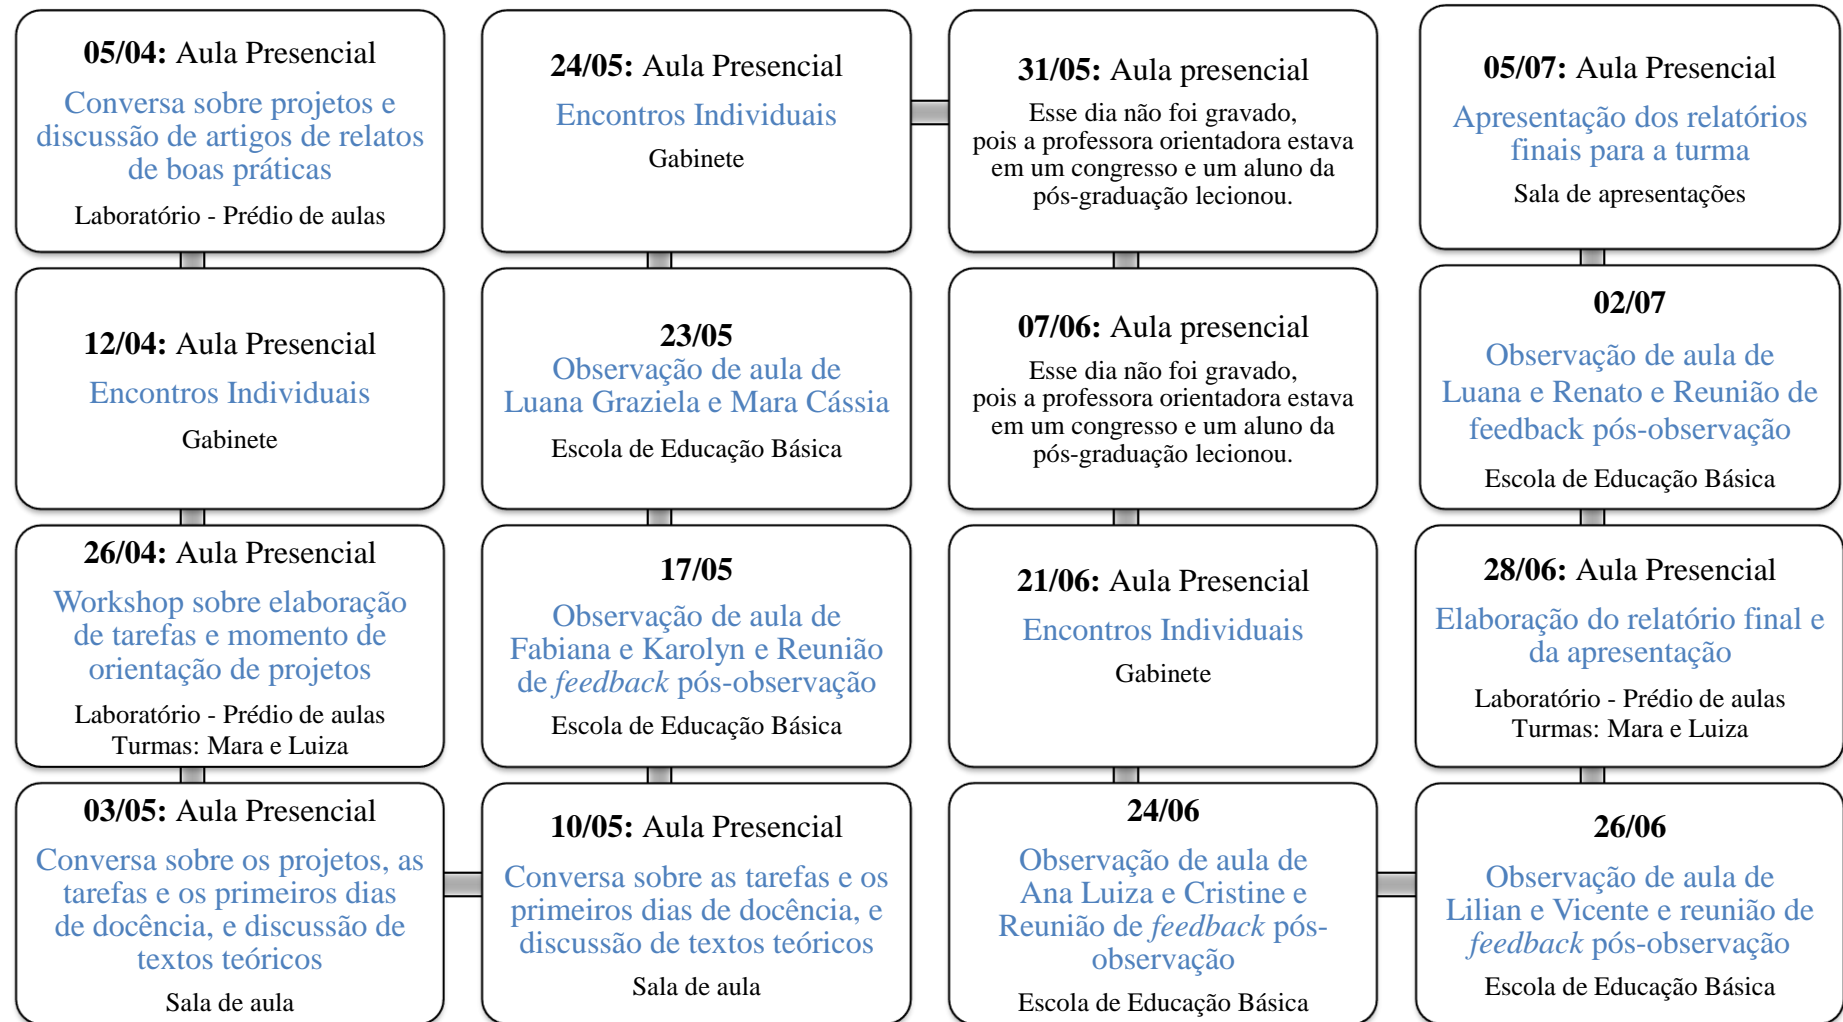 05/04: Aula Presencial
Conversa sobre projetos e
discussão de artigos de relatos
de boas práticas
Laboratório - Prédio de aulas
12/04: Aula Presencial
Encontros Individuais
Gabinete
26/04: Aula Presencial
Workshop sobre elaboração
de tarefas e momento de
orientação de projetos
Laboratório - Prédio de aulas
Turmas: Mara e Luiza
03/05: Aula Presencial
Conversa sobre os projetos, as
tarefas e os primeiros dias
de docência, e discussão de
textos teóricos
Sala de aula
10/05: Aula Presencial
Conversa sobre as tarefas e os
primeiros dias de docência, e
discussão de textos teóricos
Sala de aula
17/05
Observação de aula de
Fabiana e Karolyn e Reunião
de feedback pós-observação
Escola de Educação Básica
23/05
Observação de aula de
Luana Graziela e Mara Cássia
Escola de Educação Básica
24/05: Aula Presencial
Encontros Individuais
Gabinete
31/05: Aula presencial
Esse dia não foi gravado,
pois a professora orientadora estava
em um congresso e um aluno da
pós-graduação lecionou.
07/06: Aula presencial
Esse dia não foi gravado,
pois a professora orientadora estava
em um congresso e um aluno da
pós-graduação lecionou.
21/06: Aula Presencial
Encontros Individuais
Gabinete
24/06
Observação de aula de
Ana Luiza e Cristine e
Reunião de feedback pós-
observação
Escola de Educação Básica
26/06
Observação de aula de
Lilian e Vicente e reunião de
feedback pós-observação
Escola de Educação Básica
28/06: Aula Presencial
Elaboração do relatório final e
da apresentação
Laboratório - Prédio de aulas
Turmas: Mara e Luiza
02/07
Observação de aula de
Luana e Renato e Reunião de
feedback pós-observação
Escola de Educação Básica
05/07: Aula Presencial
Apresentação dos relatórios
finais para a turma
Sala de apresentações